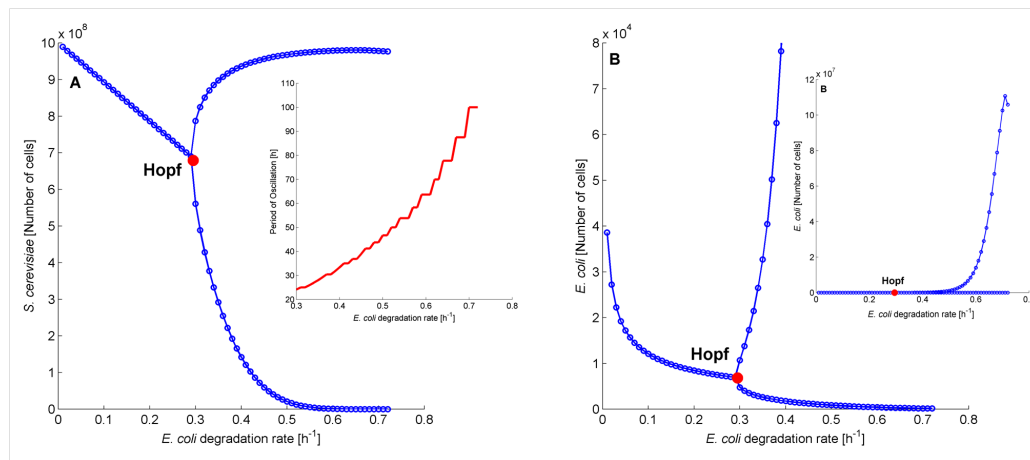 x 10^8
10
9
8
7
6
5
4
3
2
1
0
S. cerevisiae [Number of cells]
A
Hopf
0 0.1 0.2 0.3 0.4 0.5 0.6 0.7 0.8
E. coli degradation rate [h^-1]
110
100
90
80
70
60
50
40
30
20
Period of Oscillation [h]
0.3 0.4 0.5 0.6 0.7 0.8
E. coli degradation rate [h^-1]
x 10^4
8
7
6
5
4
3
2
1
0
E. coli [Number of cells]
B
Hopf
0 0.1 0.2 0.3 0.4 0.5 0.6 0.7 0.8
E. coli degradation rate [h^-1]
x 10^7
12
10
8
6
4
2
0
E. coli [Number of cells]
B
Hopf
0 0.2 0.4 0.6 0.8
E. coli degradation rate [h^-1]